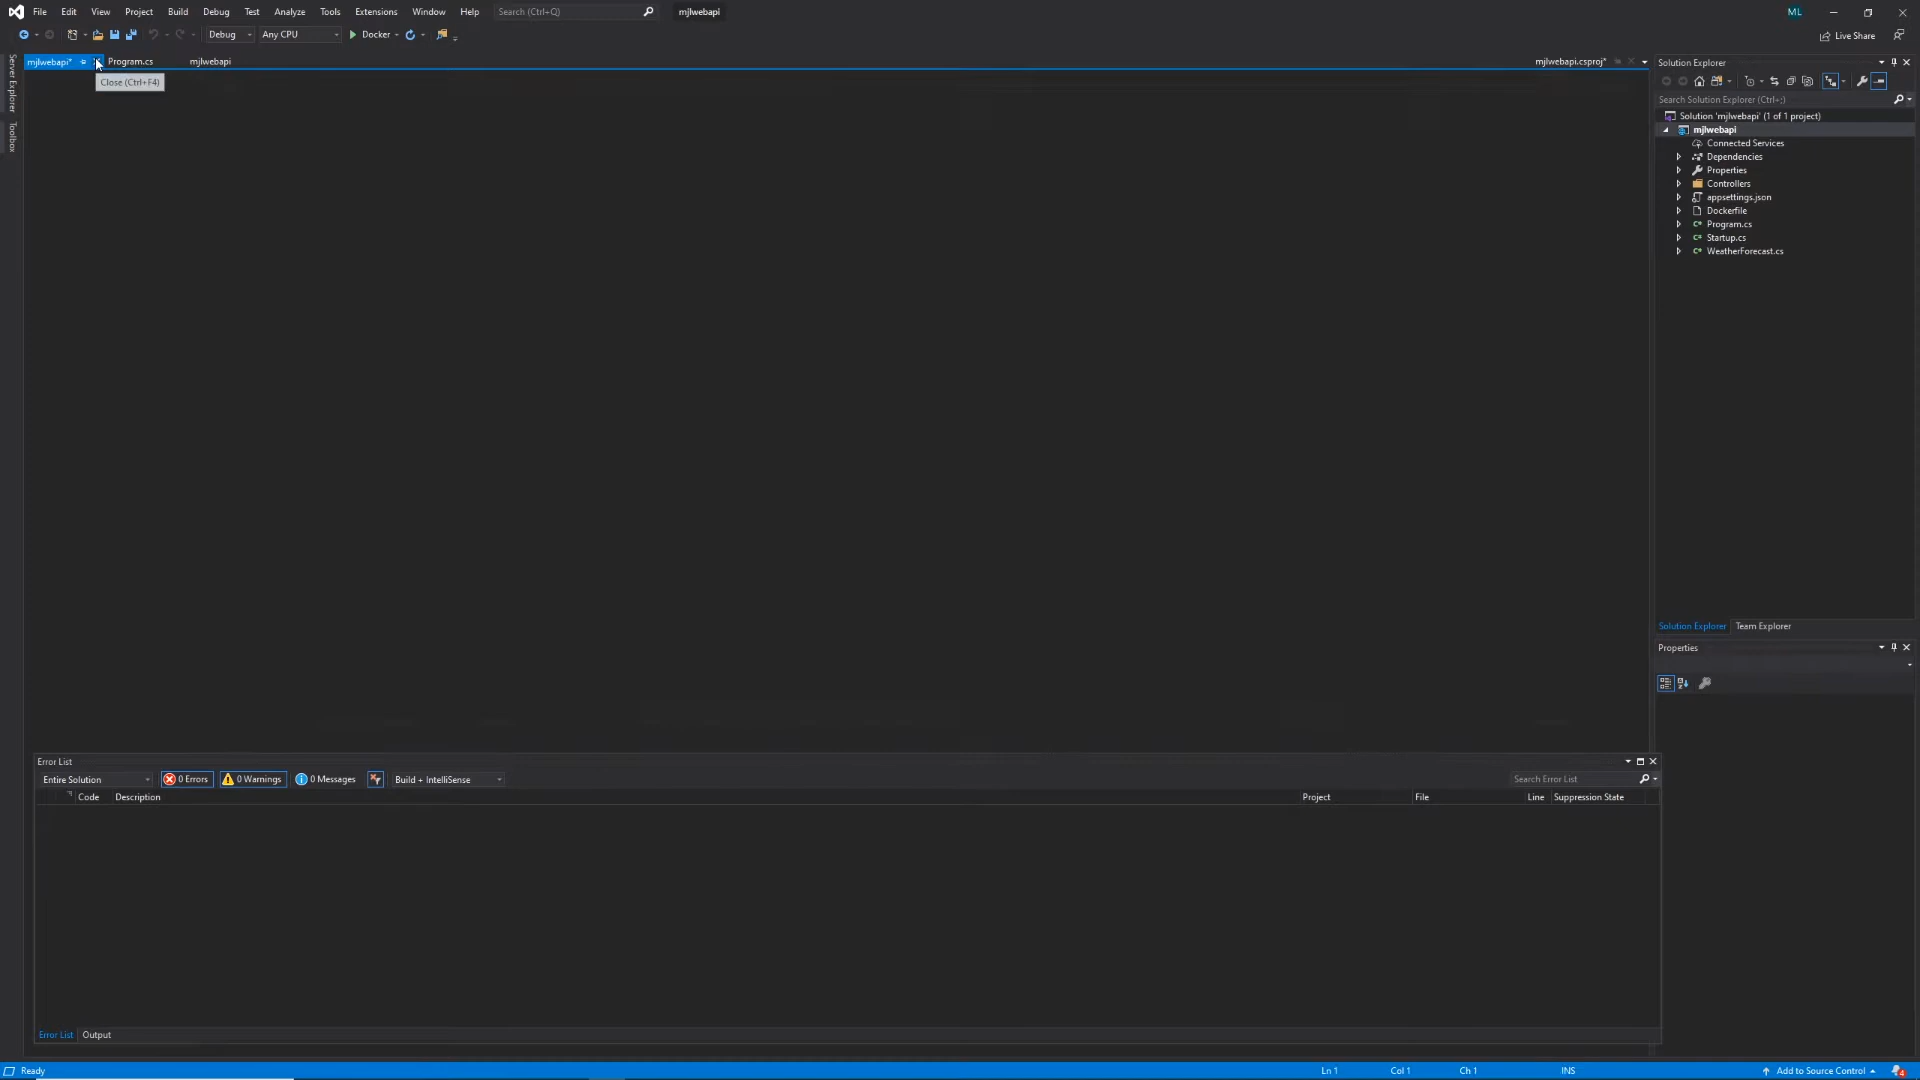 File Edit View Project Build Debug Test Analyze Tools Extensions Window Help Search (Ctrl+Q) mjlwebapi ML
Debug Any CPU Docker Live Share
mjlwebapi* Program.cs mjlwebapi mjlwebapi.csproj*
Close (Ctrl+F4)
Server Explorer
Toolbox
Solution Explorer
Search Solution Explorer (Ctrl+;)
Solution 'mjlwebapi' (1 of 1 project)
mjlwebapi
Connected Services
Dependencies
Properties
Controllers
appsettings.json
Dockerfile
Program.cs
Startup.cs
WeatherForecast.cs
Solution Explorer Team Explorer
Properties
Error List
Entire Solution 0 Errors 0 Warnings 0 Messages Build + IntelliSense Search Error List
Code Description Project File Line Suppression State
Error List Output
Ready Ln 1 Col 1 Ch 1 INS Add to Source Control 4